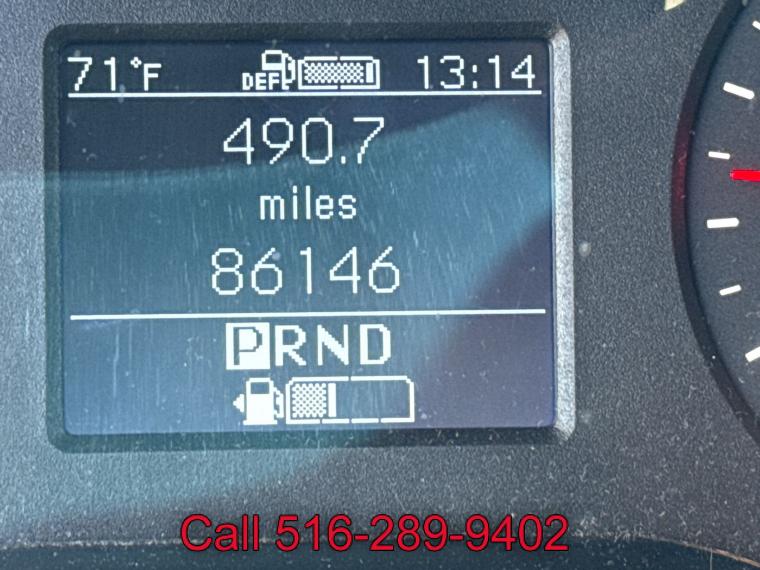 71°F DEF 13:14
490.7
miles
86146
PRND
Call 516-289-9402